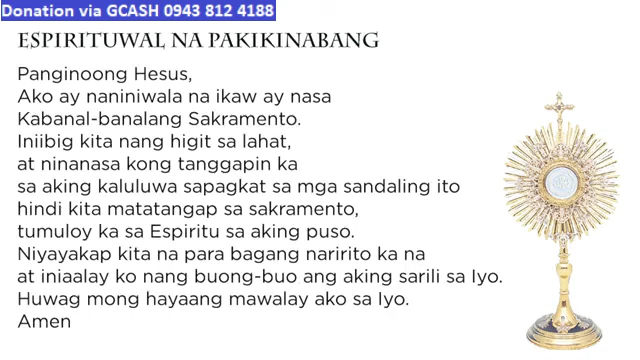 Donation via GCASH 0943 812 4188
ESPIRITUWAL NA PAKIKINABANG
Panginoong Hesus,
Ako ay naniniwala na ikaw ay nasa
Kabanal-banalang Sakramento.
Iniibig kita nang higit sa lahat,
at ninanasa kong tanggapin ka
sa aking kaluluwa sapagkat sa mga sandaling ito
hindi kita matatangap sa sakramento,
tumuloy ka sa Espiritu sa aking puso.
Niyayakap kita na para bagang naririto ka na
at iniaalay ko nang buong-buo ang aking sarili sa Iyo.
Huwag mong hayaang mawalay ako sa Iyo.
Amen